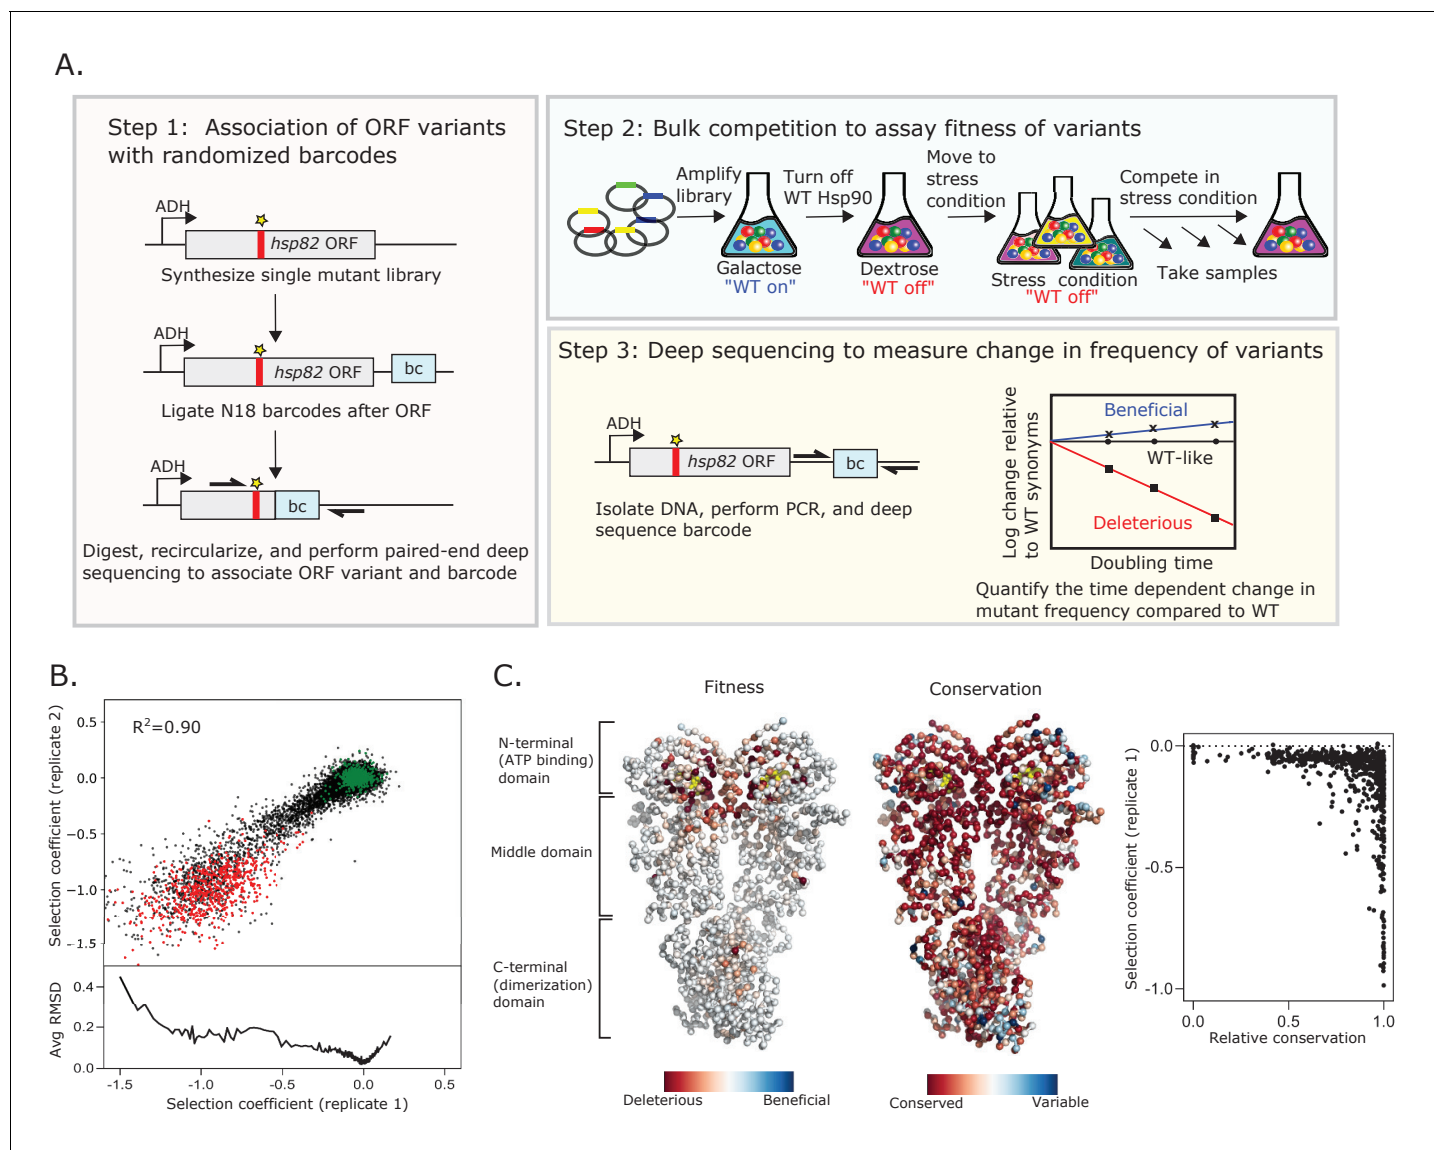 A.
Step 1: Association of ORF variants
with randomized barcodes
ADH
hsp82 ORF
Synthesize single mutant library
ADH
hsp82 ORF
bc
Ligate N18 barcodes after ORF
ADH
bc
Digest, recircularize, and perform paired-end deep
sequencing to associate ORF variant and barcode
Step 2: Bulk competition to assay fitness of variants
Amplify
library
Turn off
WT Hsp90
Move to
stress
condition
Compete in
stress condition
Galactose
"WT on"
Dextrose
"WT off"
Stress condition
"WT off"
Take samples
Step 3: Deep sequencing to measure change in frequency of variants
ADH
hsp82 ORF
bc
Isolate DNA, perform PCR, and deep
sequence barcode
Log change relative
to WT synonyms
Beneficial
WT-like
Deleterious
Doubling time
Quantify the time dependent change in
mutant frequency compared to WT
B.
Selection coefficient (replicate 2)
R²=0.90
0.5
0.0
−0.5
−1.0
−1.5
Avg RMSD
0.4
0.2
0.0
-1.5
-1.0
-0.5
0.0
0.5
Selection coefficient (replicate 1)
C.
Fitness
Conservation
N-terminal
(ATP binding)
domain
Middle domain
C-terminal
(dimerization)
domain
Deleterious
Beneficial
Conserved
Variable
Selection coefficient (replicate 1)
0.0
-0.5
-1.0
0.0
0.5
1.0
Relative conservation